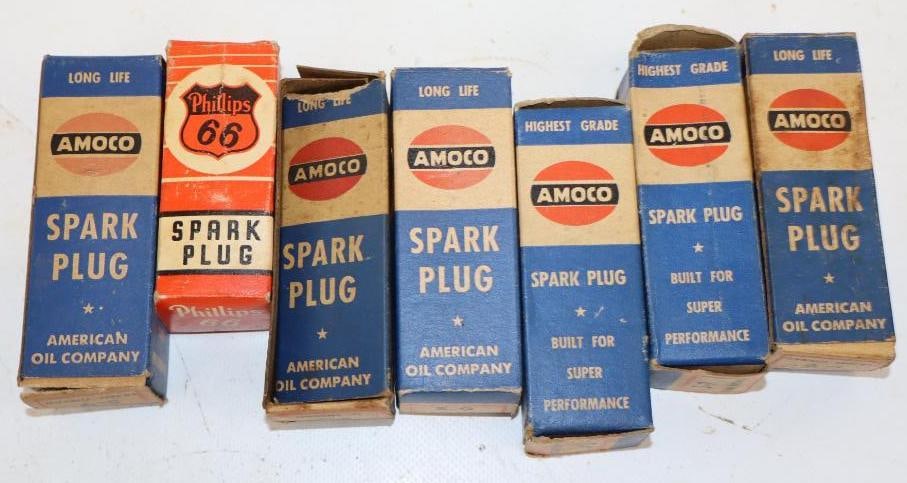 LONG LIFE
AMOCO
SPARK
PLUG
AMERICAN
OIL COMPANY
Phillips
66
SPARK
PLUG
Phillips
66
LONG LIFE
AMOCO
SPARK
PLUG
AMERICAN
OIL COMPANY
LONG LIFE
AMOCO
SPARK
PLUG
AMERICAN
OIL COMPANY
HIGHEST GRADE
AMOCO
SPARK PLUG
BUILT FOR
SUPER
PERFORMANCE
HIGHEST GRADE
AMOCO
SPARK PLUG
BUILT FOR
SUPER
PERFORMANCE
LONG LIFE
AMOCO
SPARK
PLUG
AMERICAN
OIL COMPANY